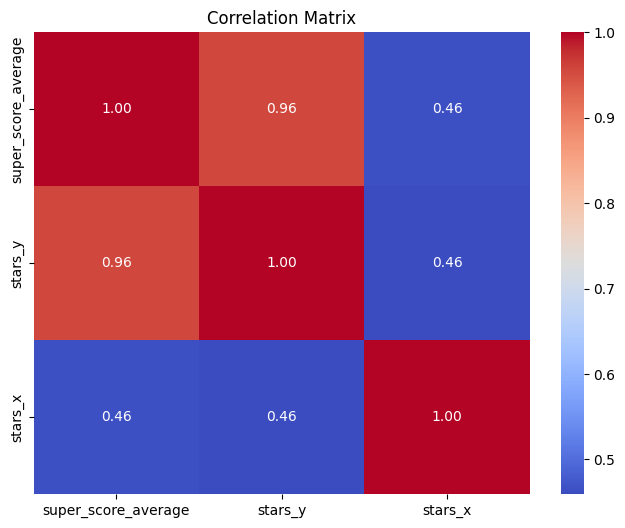 Correlation Matrix
super_score_average
1.00
0.96
0.46
stars_y
0.96
1.00
0.46
stars_x
0.46
0.46
1.00
super_score_average
stars_y
stars_x
1.0
0.9
0.8
0.7
0.6
0.5